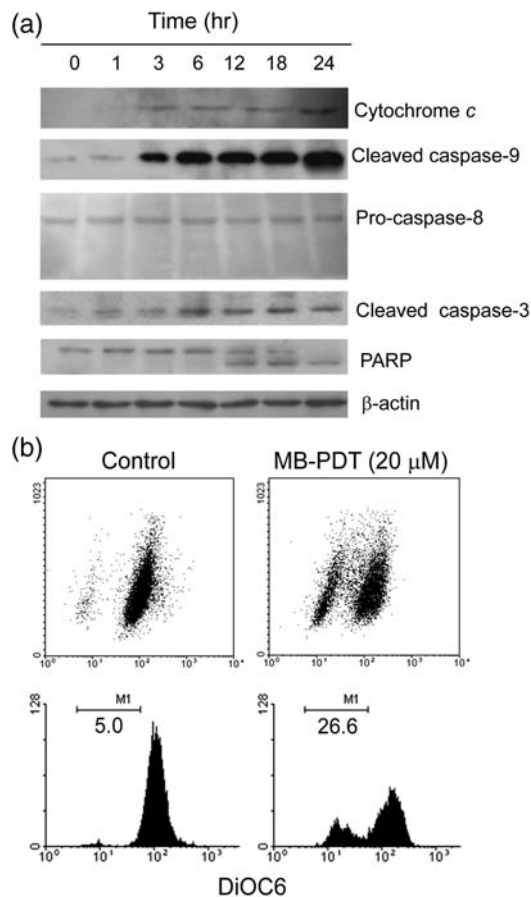 (a)
Time (hr)
0 1 3 6 12 18 24
Cytochrome c
Cleaved caspase-9
Pro-caspase-8
Cleaved caspase-3
PARP
β-actin
(b)
Control MB-PDT (20 μM)
1023 1023
0 0
10⁰ 10¹ 10² 10³ 10⁴ 10⁰ 10¹ 10² 10³ 10⁴
128 128
M1 M1
5.0 26.6
0 0
10⁰ 10¹ 10² 10³ 10⁰ 10¹ 10² 10³
DiOC6